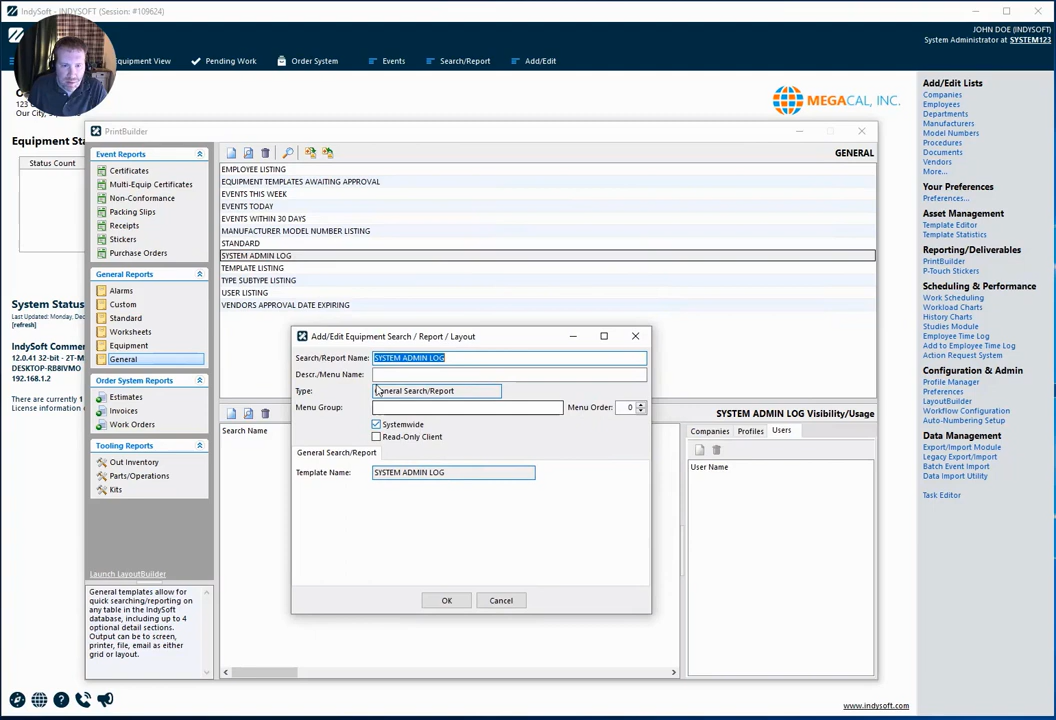 IndySoft - INDYSOFT (Session: #109624)
JOHN DOE (INDYSOFT)
System Administrator at SYSTEM123
quipment View
Pending Work
Order System
Events
Search/Report
Add/Edit
MEGACAL, INC.
123
Our City, S
Equipment Sta
Status Count
System Status
Last Updated: Monday, Dec
[refresh]
IndySoft Commer
12.0.41 32-bit - 2T-M
DESKTOP-RB8IVMO
192.168.1.2
There are currently 1
License information
PrintBuilder
Event Reports
Certificates
Multi-Equip Certificates
Non-Conformance
Packing Slips
Receipts
Stickers
Purchase Orders
General Reports
Alarms
Custom
Standard
Worksheets
Equipment
General
Order System Reports
Estimates
Invoices
Work Orders
Tooling Reports
Out Inventory
Parts/Operations
Kits
Launch LayoutBuilder
General templates allow for
quick searching/reporting on
any table in the IndySoft
database, including up to 4
optional detail sections.
Output can be to screen,
printer, file, email as either
grid or layout.
GENERAL
EMPLOYEE LISTING
EQUIPMENT TEMPLATES AWAITING APPROVAL
EVENTS THIS WEEK
EVENTS TODAY
EVENTS WITHIN 30 DAYS
MANUFACTURER MODEL NUMBER LISTING
STANDARD
SYSTEM ADMIN LOG
TEMPLATE LISTING
TYPE SUBTYPE LISTING
USER LISTING
VENDORS APPROVAL DATE EXPIRING
Search Name
Add/Edit Equipment Search / Report / Layout
Search/Report Name: SYSTEM ADMIN LOG
Descr./Menu Name:
Type: General Search/Report
Menu Group:
Menu Order: 0
Systemwide
Read-Only Client
General Search/Report
Template Name: SYSTEM ADMIN LOG
OK
Cancel
SYSTEM ADMIN LOG Visibility/Usage
Companies
Profiles
Users
User Name
Add/Edit Lists
Companies
Employees
Departments
Manufacturers
Model Numbers
Procedures
Documents
Vendors
More...
Your Preferences
Preferences...
Asset Management
Template Editor
Template Statistics
Reporting/Deliverables
PrintBuilder
P-Touch Stickers
Scheduling & Performance
Work Scheduling
Workload Charts
History Charts
Studies Module
Employee Time Log
Add to Employee Time Log
Action Request System
Configuration & Admin
Profile Manager
Preferences
LayoutBuilder
Workflow Configuration
Auto-Numbering Setup
Data Management
Export/Import Module
Legacy Export/Import
Batch Event Import
Data Import Utility
Task Editor
www.indysoft.com